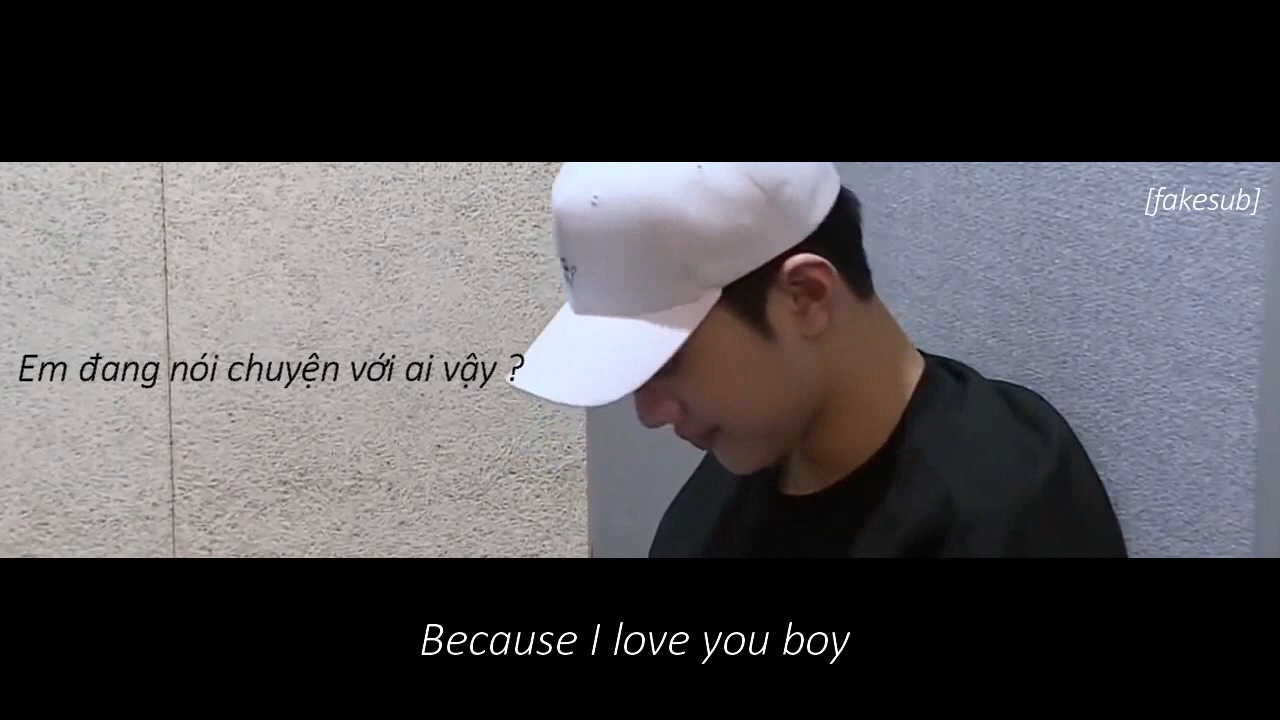 [fakesub]
Em đang nói chuyện với ai vậy ?
Because I love you boy